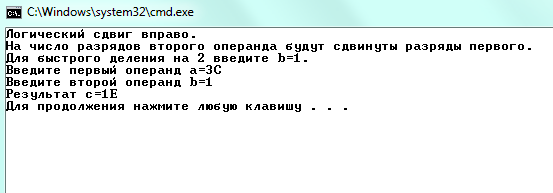 C:\Windows\system32\cmd.exe
Логический сдвиг вправо.
На число разрядов второго операнда будут сдвинуты разряды первого.
Для быстрого деления на 2 введите b=1.
Введите первый операнд a=3C
Введите второй операнд b=1
Результат c=1E
Для продолжения нажмите любую клавишу . . .